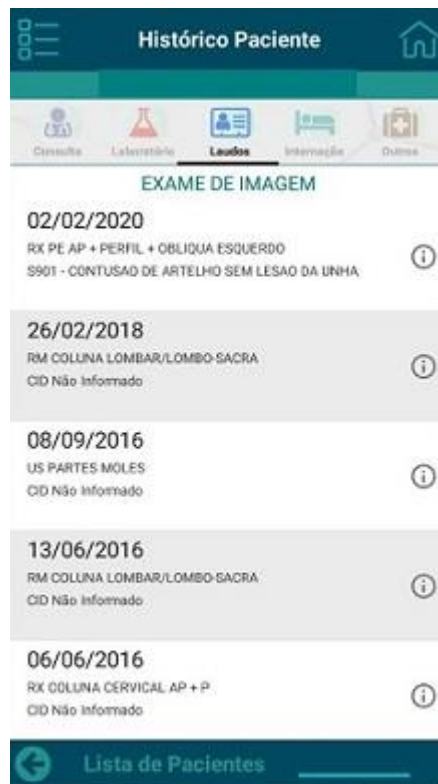 Histórico Paciente
Consulta Laboratório Laudos Internação Outros
EXAME DE IMAGEM
02/02/2020
RX PE AP + PERFIL + OBLIQUA ESQUERDO
S901 - CONTUSAO DE ARTELHO SEM LESAO DA UNHA
26/02/2018
RM COLUNA LOMBAR/LOMBO-SACRA
CID Não Informado
08/09/2016
US PARTES MOLES
CID Não Informado
13/06/2016
RM COLUNA LOMBAR/LOMBO-SACRA
CID Não Informado
06/06/2016
RX COLUNA CERVICAL AP + P
CID Não Informado
Lista de Pacientes